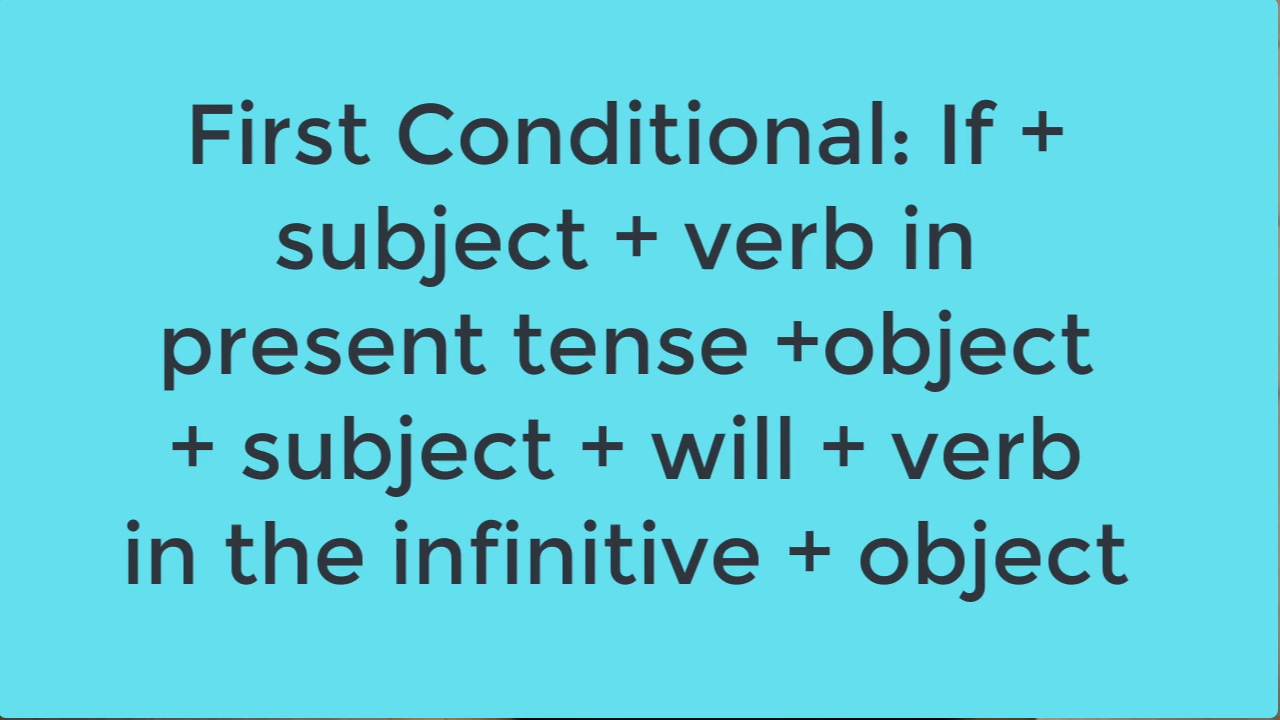 First Conditional: If +
subject + verb in
present tense +object
+ subject + will + verb
in the infinitive + object